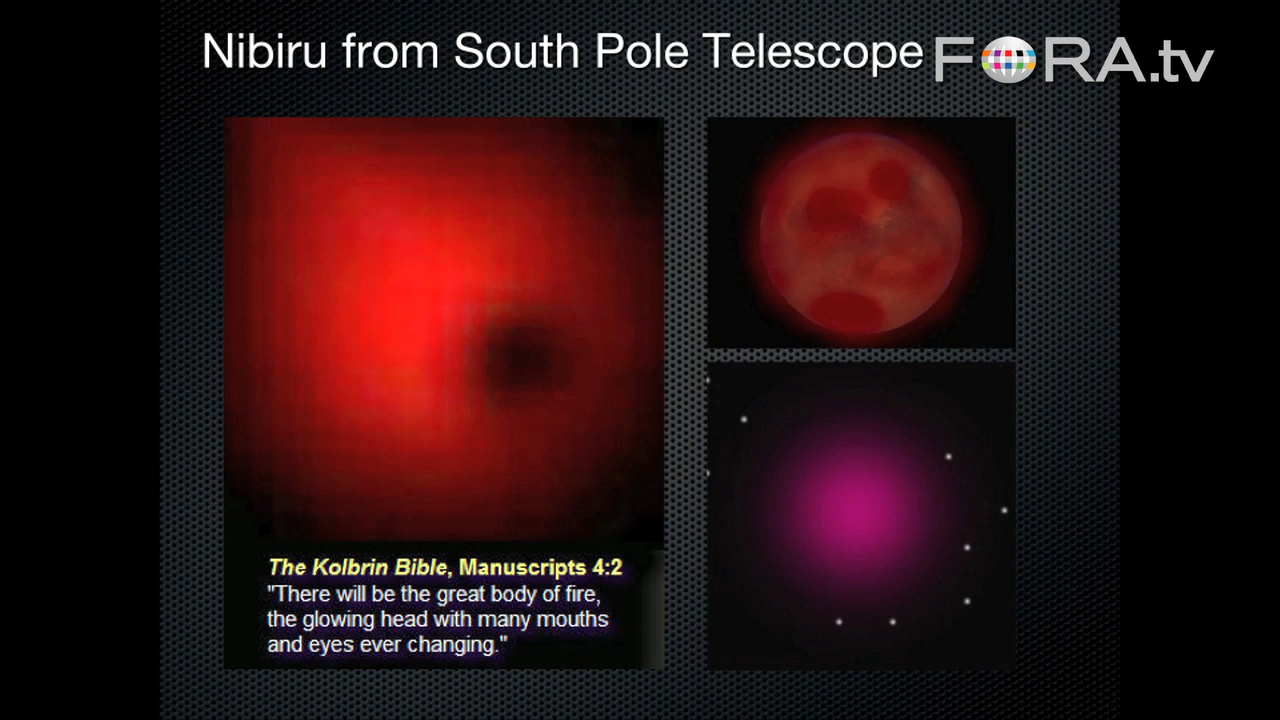 Nibiru from South Pole Telescope
FORA.tv
The Kolbrin Bible, Manuscripts 4:2
"There will be the great body of fire,
the glowing head with many mouths
and eyes ever changing."